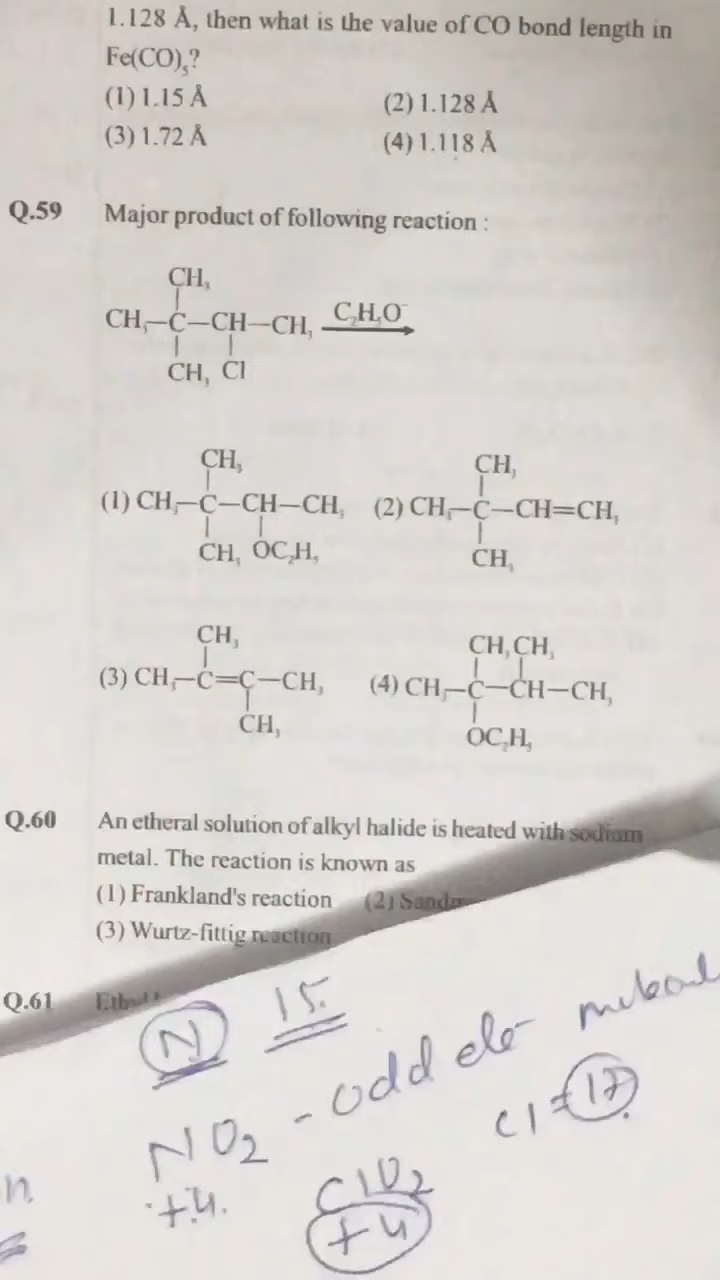 1.128 Å, then what is the value of CO bond length in
Fe(CO)₅?
(1) 1.15 Å (2) 1.128 Å
(3) 1.72 Å (4) 1.118 Å
Q.59 Major product of following reaction :
CH₃
CH₃–C–CH–CH₃ C₂H₅O⁻
CH₃ Cl
CH₃ CH₃
(1) CH₃–C–CH–CH₃ (2) CH₃–C–CH=CH₂
CH₃ OC₂H₅ CH₃
CH₃ CH₃ CH₃
(3) CH₃–C=C–CH₃ (4) CH₃–C–CH–CH₃
CH₃ OC₂H₅
Q.60 An etheral solution of alkyl halide is heated with sodium
metal. The reaction is known as
(1) Frankland's reaction (2)
(3) Wurtz-fittig reaction
Q.61
N 15.
NO₂ - odd ele
Cl = 17.
+4. ClO₂
+4